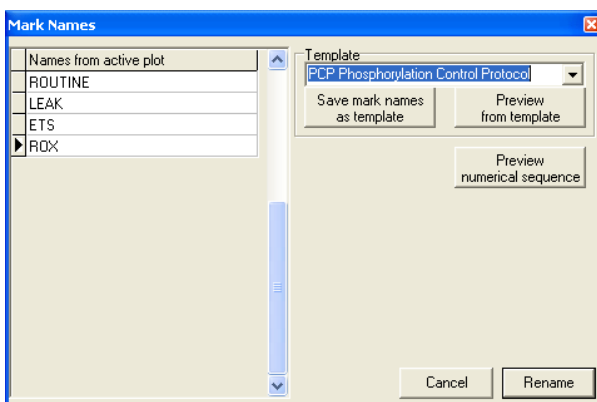 Mark Names
Names from active plot
ROUTINE
LEAK
ETS
ROX
Template
PCP Phosphorylation Control Protocol
Save mark names
as template
Preview
from template
Preview
numerical sequence
Cancel
Rename